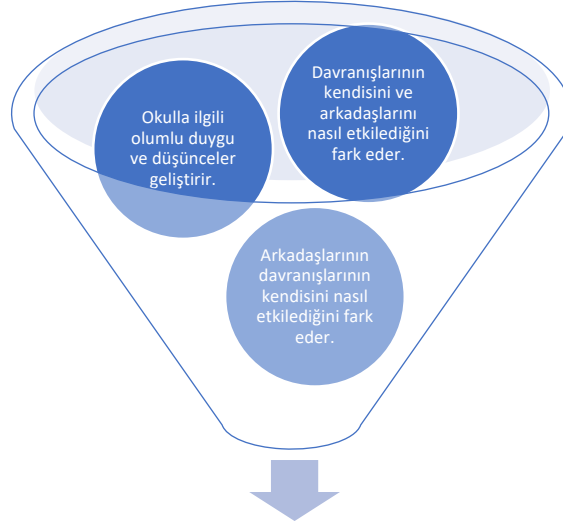 Okulla ilgili
olumlu duygu
ve düşünceler
geliştirir.
Davranışlarının
kendisini ve
arkadaşlarını
nasıl etkilediğini
fark eder.
Arkadaşlarının
davranışlarının
kendisini nasıl
etkilediğini fark
eder.